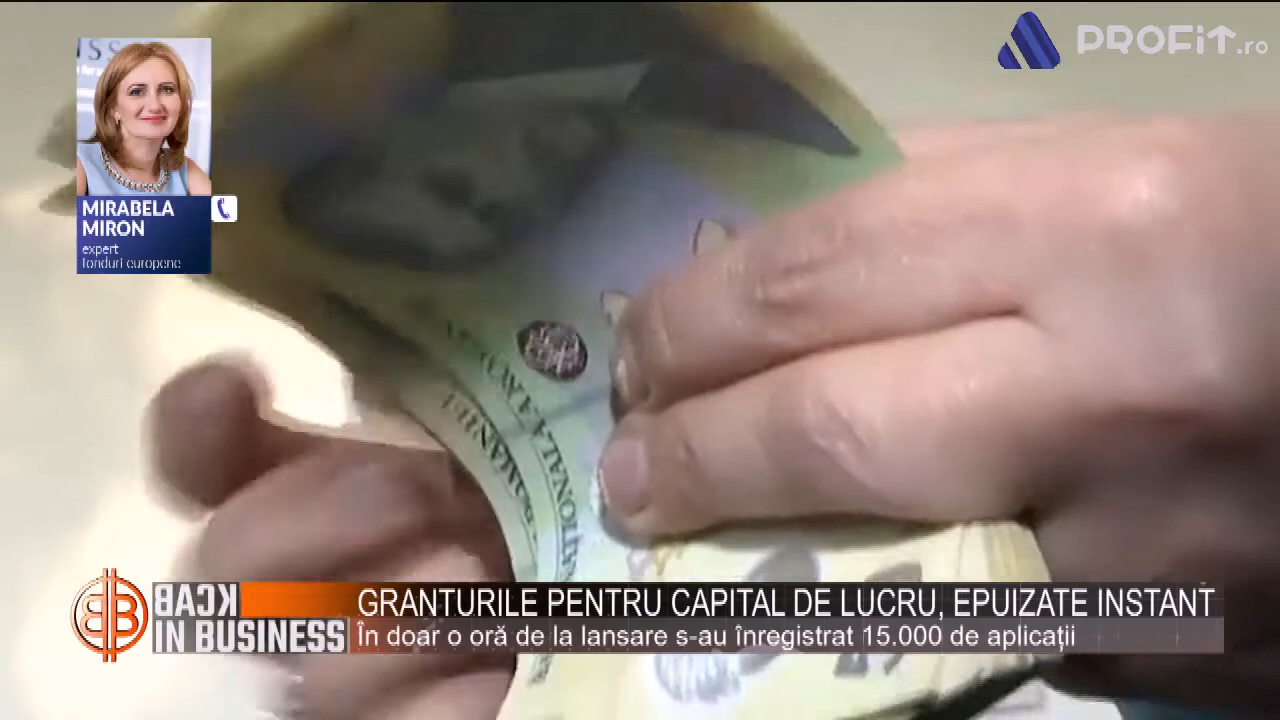 PROFiT.ro
MIRABELA
MIRON
expert
fonduri europene
ROMANIEI
BACK
IN BUSINESS
GRANTURILE PENTRU CAPITAL DE LUCRU, EPUIZATE INSTANT
În doar o oră de la lansare s-au înregistrat 15.000 de aplicații